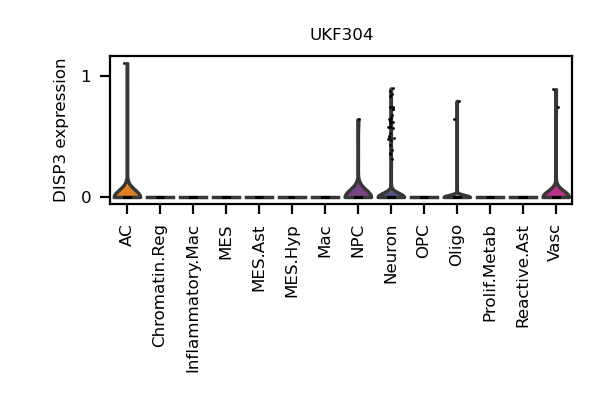 UKF304
DISP3 expression
1
0
AC
Chromatin.Reg
Inflammatory.Mac
MES
MES.Ast
MES.Hyp
Mac
NPC
Neuron
OPC
Oligo
Prolif.Metab
Reactive.Ast
Vasc